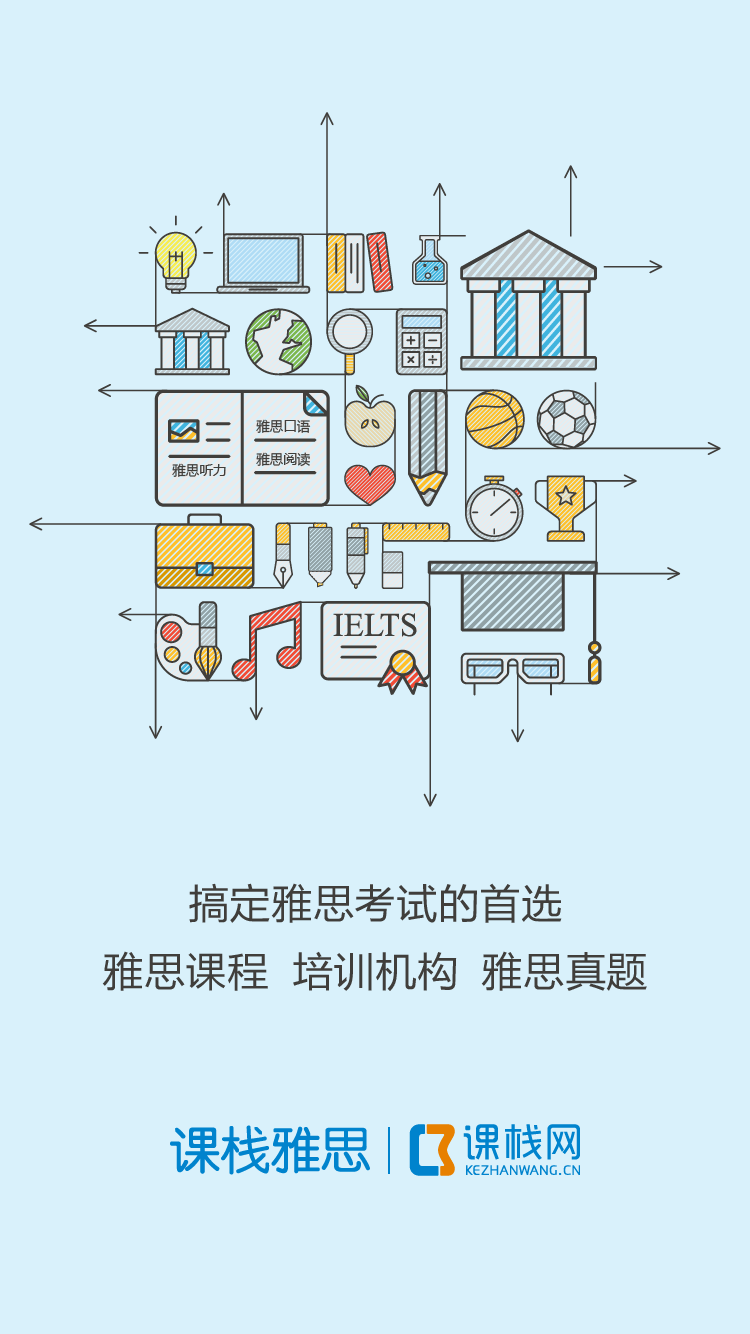 雅思口语
雅思阅读
雅思听力
IELTS
搞定雅思考试的首选
雅思课程 培训机构 雅思真题
课栈雅思
课栈网
KEZHANWANG.CN